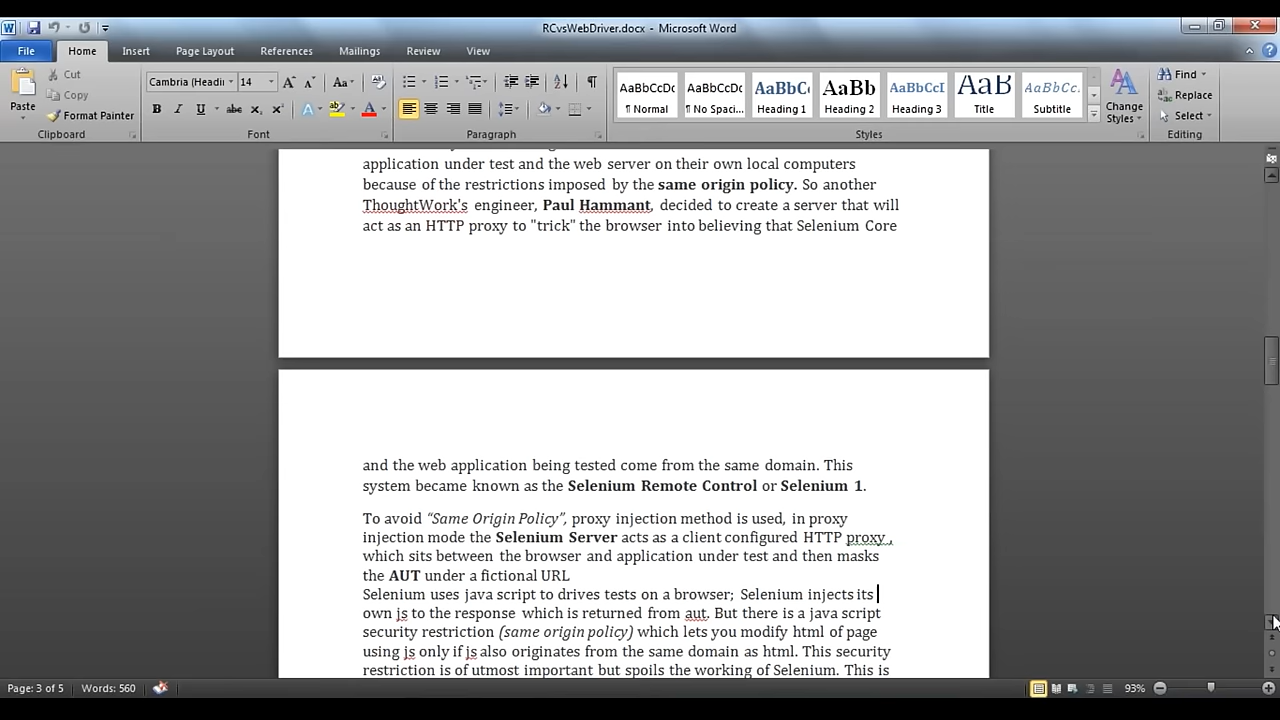 RCvsWebDriver.docx - Microsoft Word
File Home Insert Page Layout References Mailings Review View
Paste
Cut
Copy
Format Painter
Clipboard
Cambria (Headi 14
Font
Paragraph
AaBbCcDc AaBbCcDc AaBbC AaBb AaBbCcI AaB AaBbCc.
¶ Normal ¶ No Spaci... Heading 1 Heading 2 Heading 3 Title Subtitle
Styles
Change Styles
Find
Replace
Select
Editing
application under test and the web server on their own local computers
because of the restrictions imposed by the same origin policy. So another
ThoughtWork's engineer, Paul Hammant, decided to create a server that will
act as an HTTP proxy to "trick" the browser into believing that Selenium Core
and the web application being tested come from the same domain. This
system became known as the Selenium Remote Control or Selenium 1.
To avoid “Same Origin Policy”, proxy injection method is used, in proxy
injection mode the Selenium Server acts as a client configured HTTP proxy ,
which sits between the browser and application under test and then masks
the AUT under a fictional URL
Selenium uses java script to drives tests on a browser; Selenium injects its
own js to the response which is returned from aut. But there is a java script
security restriction (same origin policy) which lets you modify html of page
using js only if js also originates from the same domain as html. This security
restriction is of utmost important but spoils the working of Selenium. This is
Page: 3 of 5 Words: 560 93%